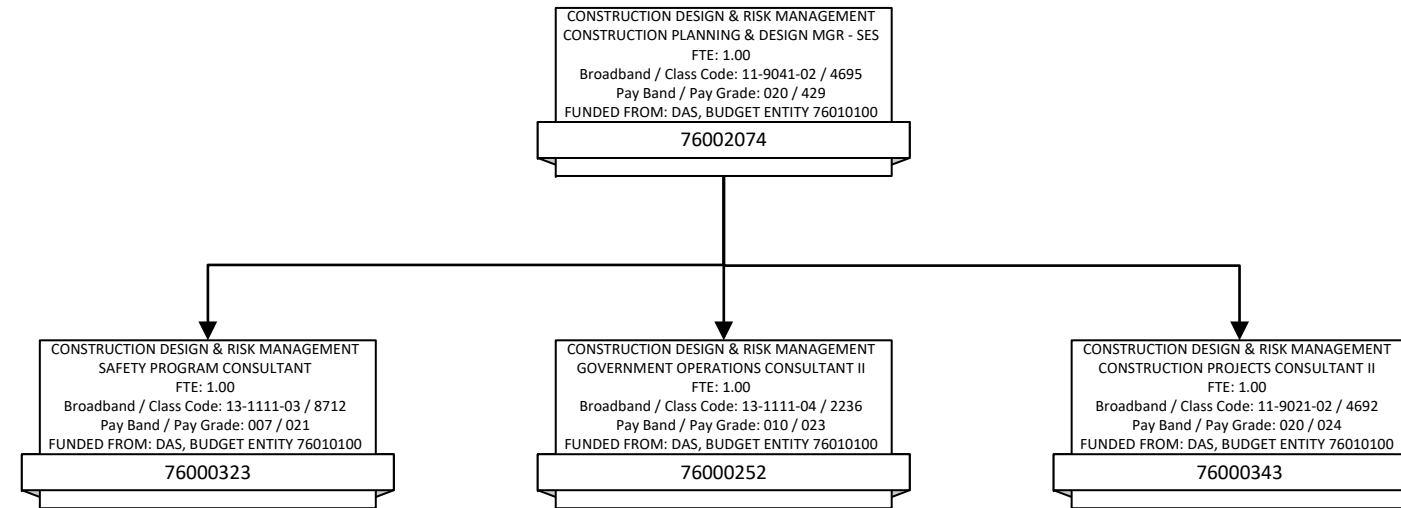 CONSTRUCTION DESIGN & RISK MANAGEMENT
CONSTRUCTION PLANNING & DESIGN MGR - SES
FTE: 1.00
Broadband / Class Code: 11-9041-02 / 4695
Pay Band / Pay Grade: 020 / 429
FUNDED FROM: DAS, BUDGET ENTITY 76010100
76002074
CONSTRUCTION DESIGN & RISK MANAGEMENT
SAFETY PROGRAM CONSULTANT
FTE: 1.00
Broadband / Class Code: 13-1111-03 / 8712
Pay Band / Pay Grade: 007 / 021
FUNDED FROM: DAS, BUDGET ENTITY 76010100
76000323
CONSTRUCTION DESIGN & RISK MANAGEMENT
GOVERNMENT OPERATIONS CONSULTANT II
FTE: 1.00
Broadband / Class Code: 13-1111-04 / 2236
Pay Band / Pay Grade: 010 / 023
FUNDED FROM: DAS, BUDGET ENTITY 76010100
76000252
CONSTRUCTION DESIGN & RISK MANAGEMENT
CONSTRUCTION PROJECTS CONSULTANT II
FTE: 1.00
Broadband / Class Code: 11-9021-02 / 4692
Pay Band / Pay Grade: 020 / 024
FUNDED FROM: DAS, BUDGET ENTITY 76010100
76000343